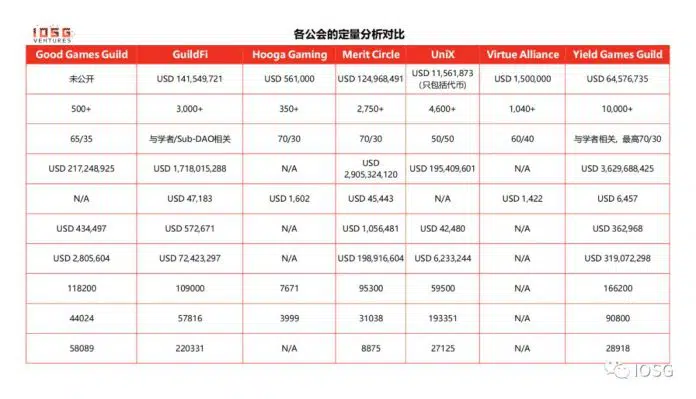 IOSG
VENTURES
各公会的定量分析对比
Good Games Guild GuildFi Hooga Gaming Merit Circle UniX Virtue Alliance Yield Games Guild
未公开 USD 141,549,721 USD 561,000 USD 124,968,491 USD 11,561,873 (只包括代币) USD 1,500,000 USD 64,576,735
500+ 3,000+ 350+ 2,750+ 4,600+ 1,040+ 10,000+
65/35 与学者/Sub-DAO相关 70/30 70/30 50/50 60/40 与学者相关, 最高70/30
USD 217,248,925 USD 1,718,015,288 N/A USD 2,905,324,120 USD 195,409,601 N/A USD 3,629,688,425
N/A USD 47,183 USD 1,602 USD 45,443 N/A USD 1,422 USD 6,457
USD 434,497 USD 572,671 N/A USD 1,056,481 USD 42,480 N/A USD 362,968
USD 2,805,604 USD 72,423,297 N/A USD 198,916,604 USD 6,233,244 N/A USD 319,072,298
118200 109000 7671 95300 59500 N/A 166200
44024 57816 3999 31038 193351 N/A 90800
58089 220331 N/A 8875 27125 N/A 28918
IOSG